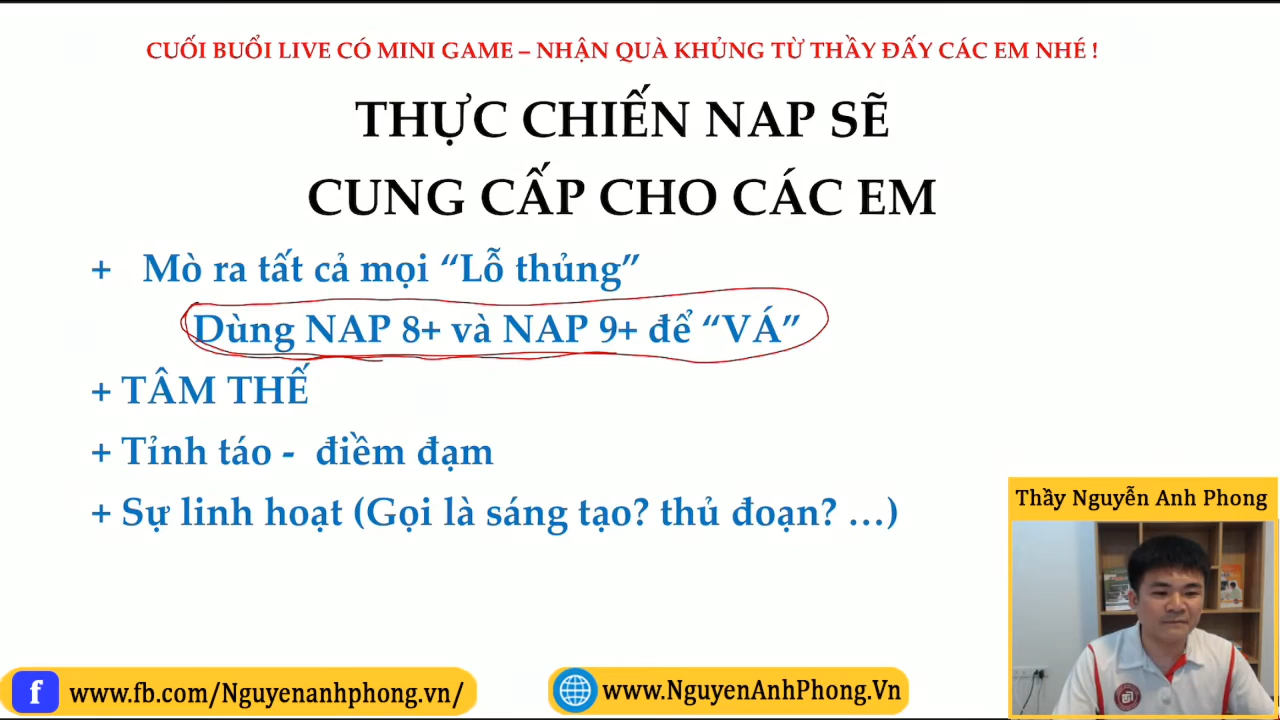 CUỐI BUỔI LIVE CÓ MINI GAME – NHẬN QUÀ KHỦNG TỪ THẦY ĐẤY CÁC EM NHÉ !
THỰC CHIẾN NAP SẼ
CUNG CẤP CHO CÁC EM
+ Mò ra tất cả mọi “Lỗ thủng”
Dùng NAP 8+ và NAP 9+ để “VÁ”
+ TÂM THẾ
+ Tỉnh táo - điềm đạm
+ Sự linh hoạt (Gọi là sáng tạo? thủ đoạn? …)
Thầy Nguyễn Anh Phong
f www.fb.com/Nguyenanhphong.vn/
www.NguyenAnhPhong.Vn